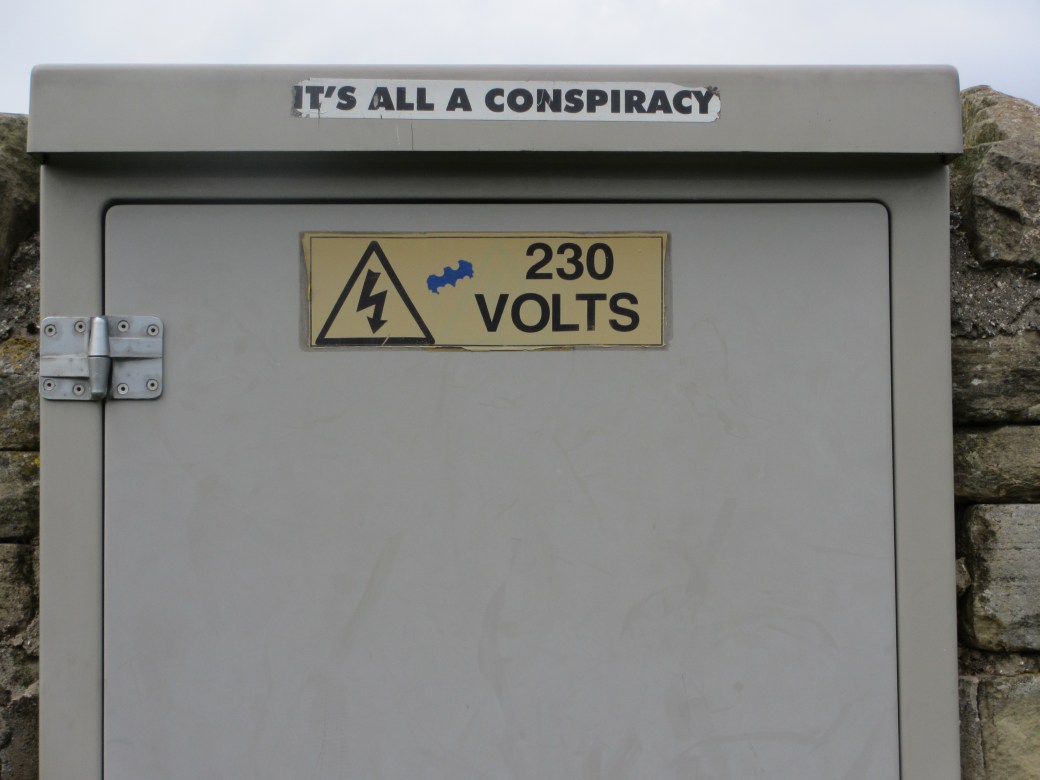 IT'S ALL A CONSPIRACY
230
VOLTS